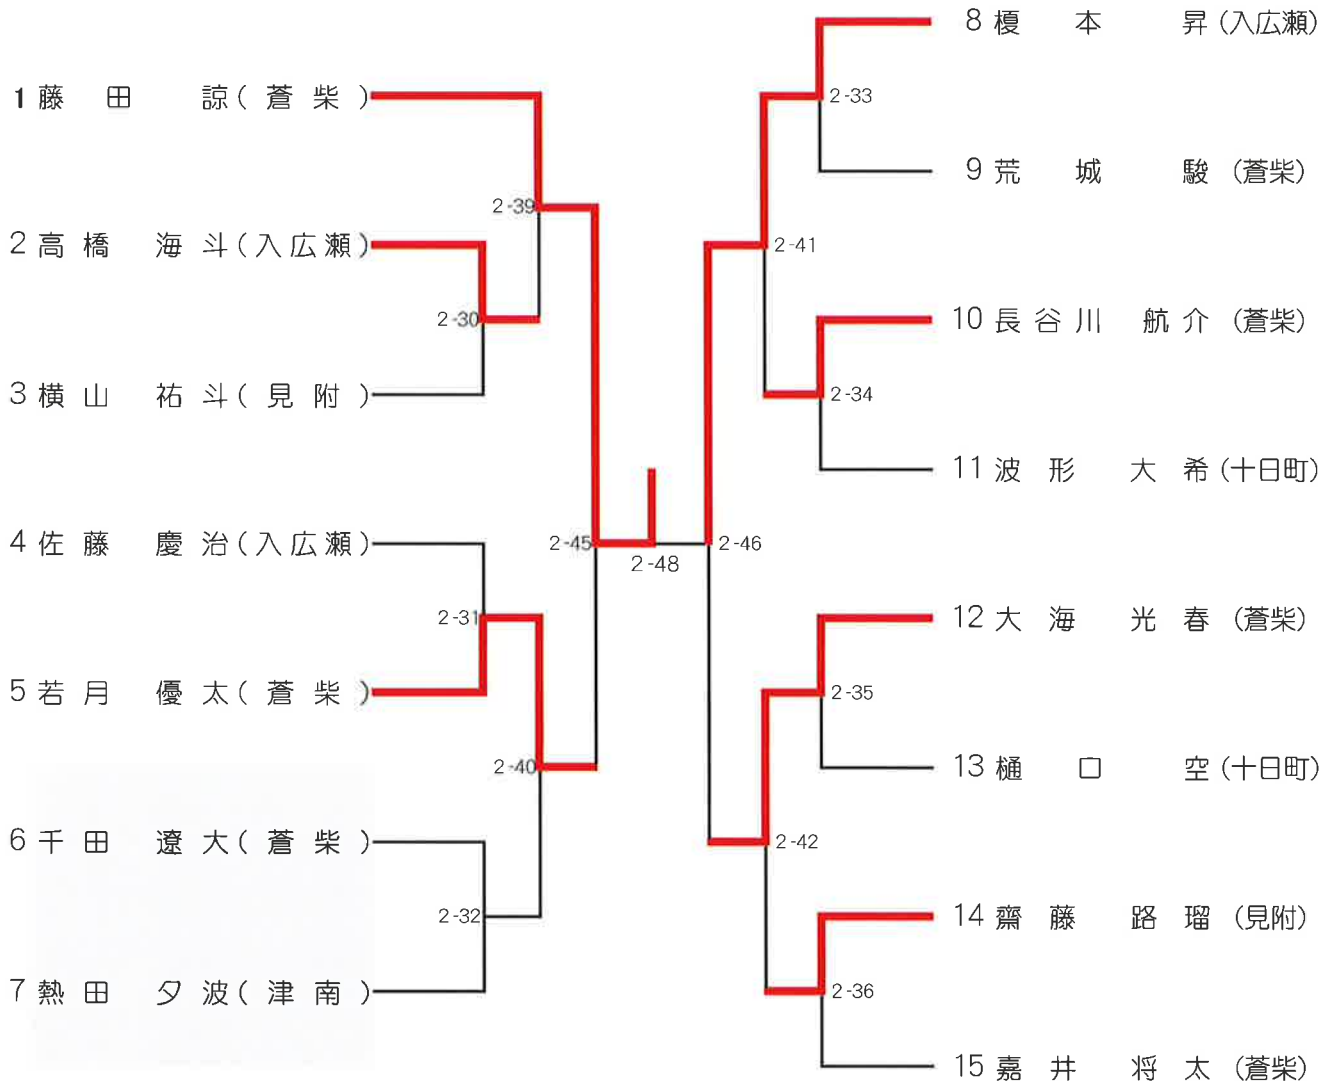 1 藤田 諒(蒼柴)
2-39
2 高橋 海斗(入広瀬)
2-30
3 横山 祐斗(見附)
4 佐藤 慶治(入広瀬)
2-45
2-48
2-31
5 若月 優太(蒼柴)
2-40
6 千田 遼大(蒼柴)
2-32
7 熱田 夕波(津南)
8 榎本 昇(入広瀬)
2-33
9 荒城 駿(蒼柴)
2-41
10 長谷川 航介(蒼柴)
2-34
11 波形 大希(十日町)
2-46
12 大海 光春(蒼柴)
2-35
13 樋口 空(十日町)
2-42
14 齋藤 路瑠(見附)
2-36
15 嘉井 将太(蒼柴)